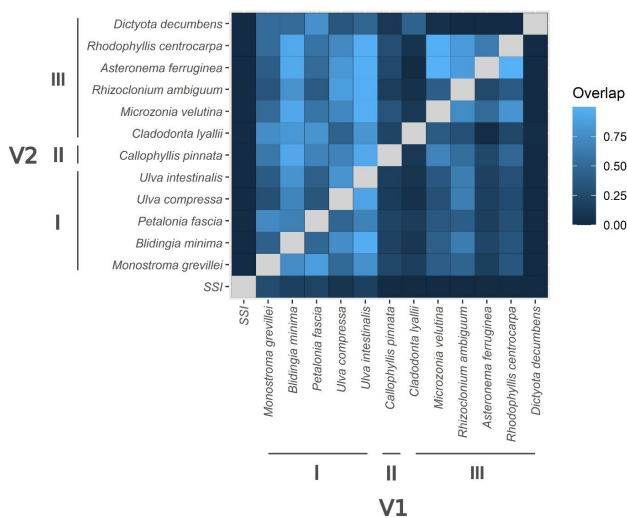 Dictyota decumbens
Rhodophyllis centrocarpa
Asteronema ferruginea
Rhizoclonium ambiguum
Microzonia velutina
Cladodonta lyallii
Callophyllis pinnata
Ulva intestinalis
Ulva compressa
Petalonia fascia
Blidingia minima
Monostroma grevillei
SSI
III
V2 II
I
Overlap
0.75
0.50
0.25
0.00
SSI
Monostroma grevillei
Blidingia minima
Petalonia fascia
Ulva compressa
Ulva intestinalis
Callophyllis pinnata
Cladodonta lyallii
Microzonia velutina
Rhizoclonium ambiguum
Asteronema ferruginea
Rhodophyllis centrocarpa
Dictyota decumbens
I II III
V1